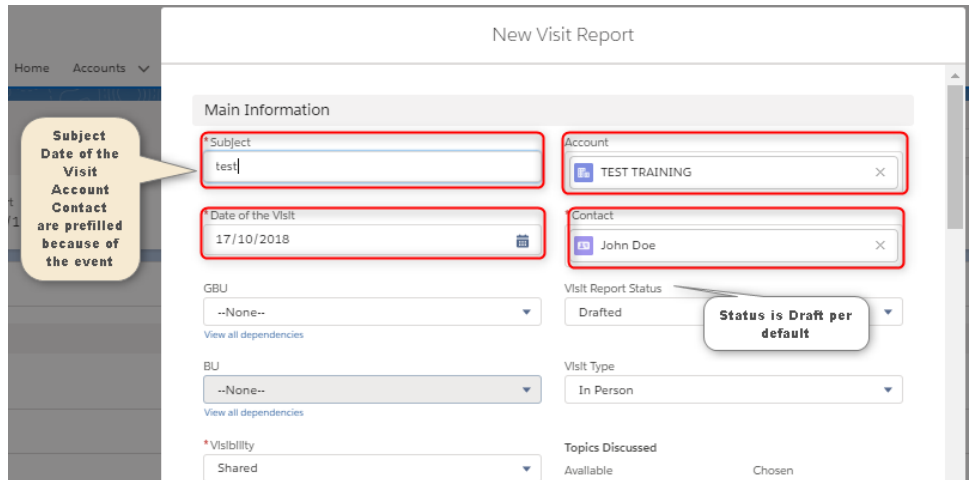 New Visit Report
Home Accounts
Main Information
Subject
Date of the
Visit
Account
Contact
are prefilled
because of
the event
*Subject
test
Account
TEST TRAINING
*Date of the Visit
17/10/2018
*Contact
John Doe
GBU
--None--
View all dependencies
Visit Report Status
Drafted
Status is Draft per
default
BU
--None--
View all dependencies
Visit Type
In Person
*Visibility
Shared
Topics Discussed
Available Chosen